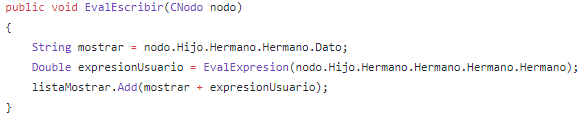 public void EvalEscribir(CNodo nodo)
{
String mostrar = nodo.Hijo.Hermano.Hermano.Dato;
Double expresionUsuario = EvalExpresion(nodo.Hijo.Hermano.Hermano.Hermano.Hermano);
listaMostrar.Add(mostrar + expresionUsuario);
}